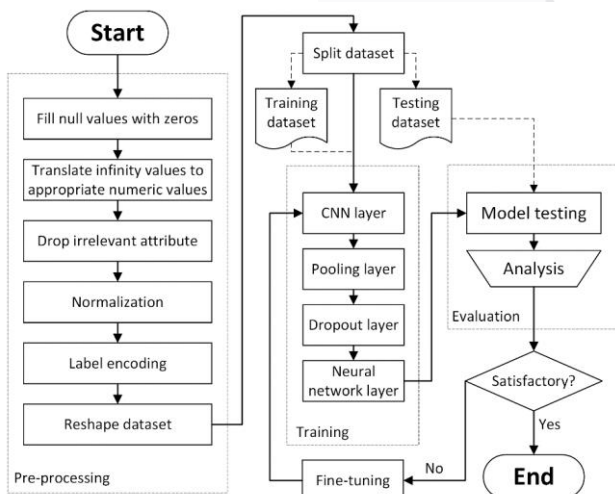 Start
Fill null values with zeros
Translate infinity values to
appropriate numeric values
Drop irrelevant attribute
Normalization
Label encoding
Reshape dataset
Pre-processing
Split dataset
Training
dataset
Testing
dataset
CNN layer
Pooling layer
Dropout layer
Neural
network layer
Training
Model testing
Analysis
Evaluation
Satisfactory?
Yes
No
Fine-tuning
End